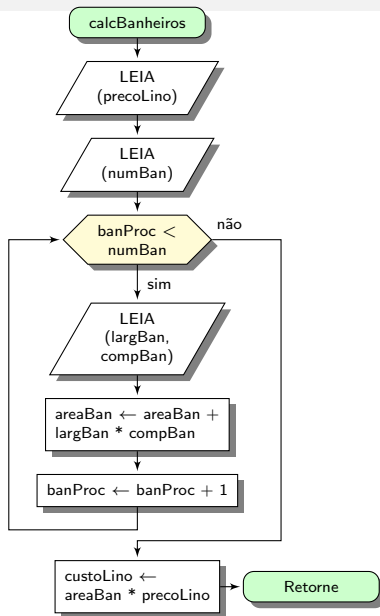 calcBanheiros
LEIA
(precoLino)
LEIA
(numBan)
banProc <
numBan
não
sim
LEIA
(largBan,
compBan)
areaBan ← areaBan +
largBan * compBan
banProc ← banProc + 1
custoLino ←
areaBan * precoLino
Retorne